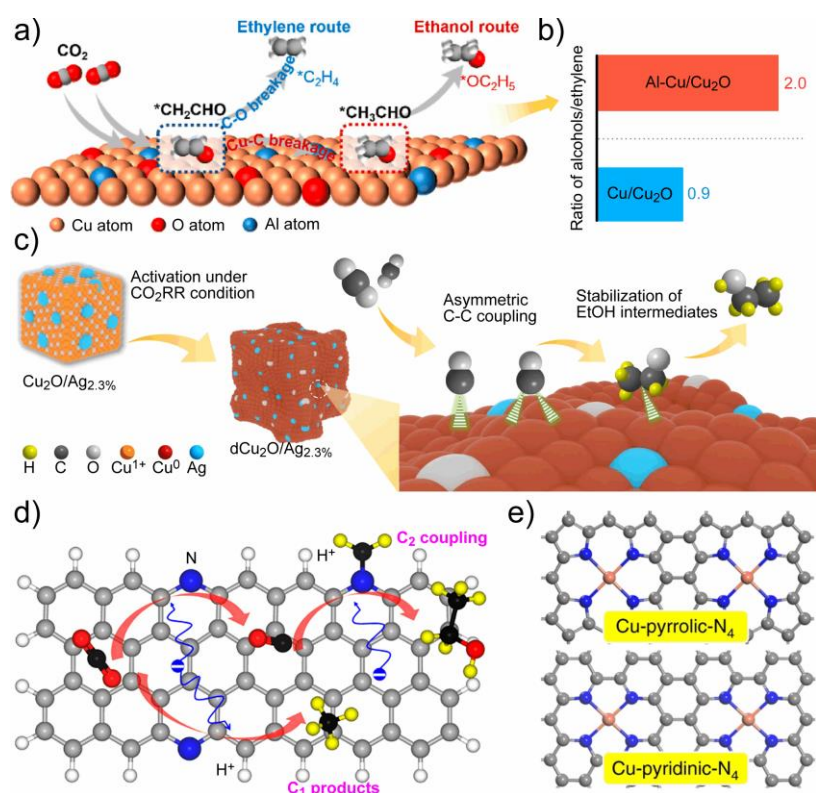 a)
CO2
Ethylene route
*C2H4
C-O breakage
Ethanol route
*OC2H5
*CH2CHO
*CH3CHO
Cu-C breakage
Cu atom
O atom
Al atom
b)
Ratio of alcohols/ethylene
Al-Cu/Cu2O
2.0
Cu/Cu2O
0.9
c)
Activation under
CO2RR condition
Cu2O/Ag2.3%
dCu2O/Ag2.3%
Asymmetric
C-C coupling
Stabilization of
EtOH intermediates
H
C
O
Cu1+
Cu0
Ag
d)
N
H+
C2 coupling
H+
C1 products
e)
Cu-pyrrolic-N4
Cu-pyridinic-N4